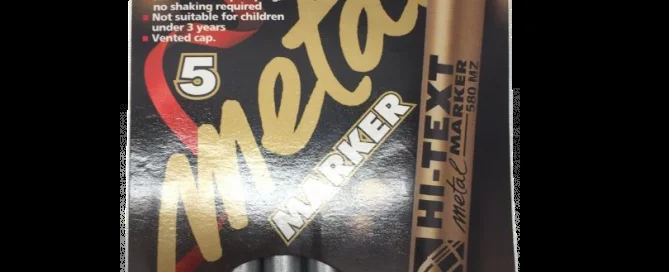 no shaking required
Not suitable for children
under 3 years
Vented cap.
5
MARKER
HI-TEXT
metal
MARKER
580 MZ